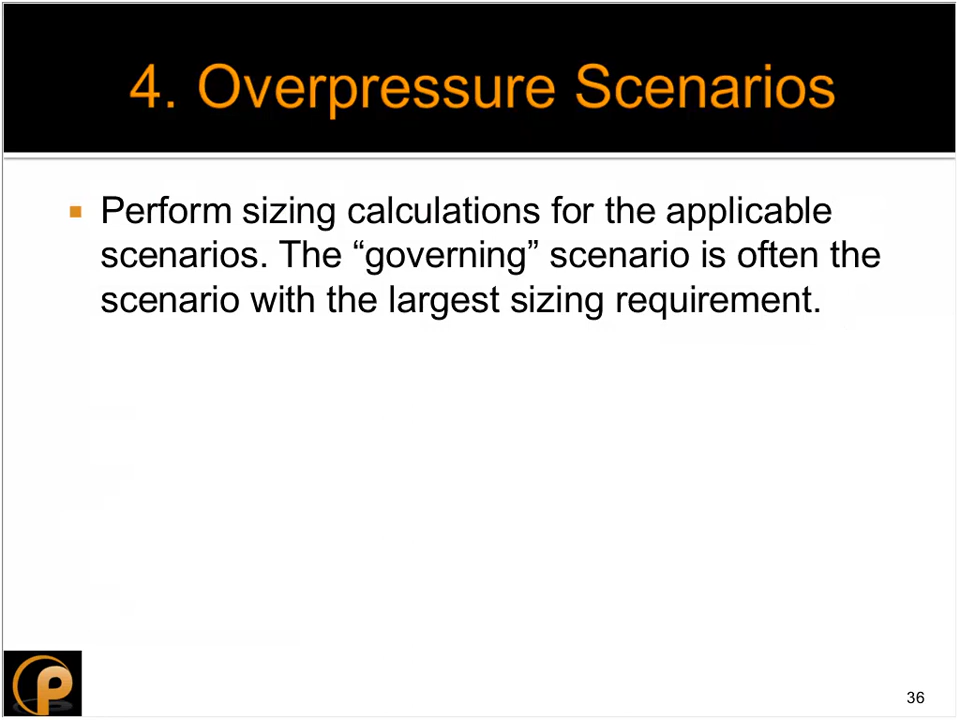 4. Overpressure Scenarios
▪ Perform sizing calculations for the applicable
scenarios. The “governing” scenario is often the
scenario with the largest sizing requirement.
P
36